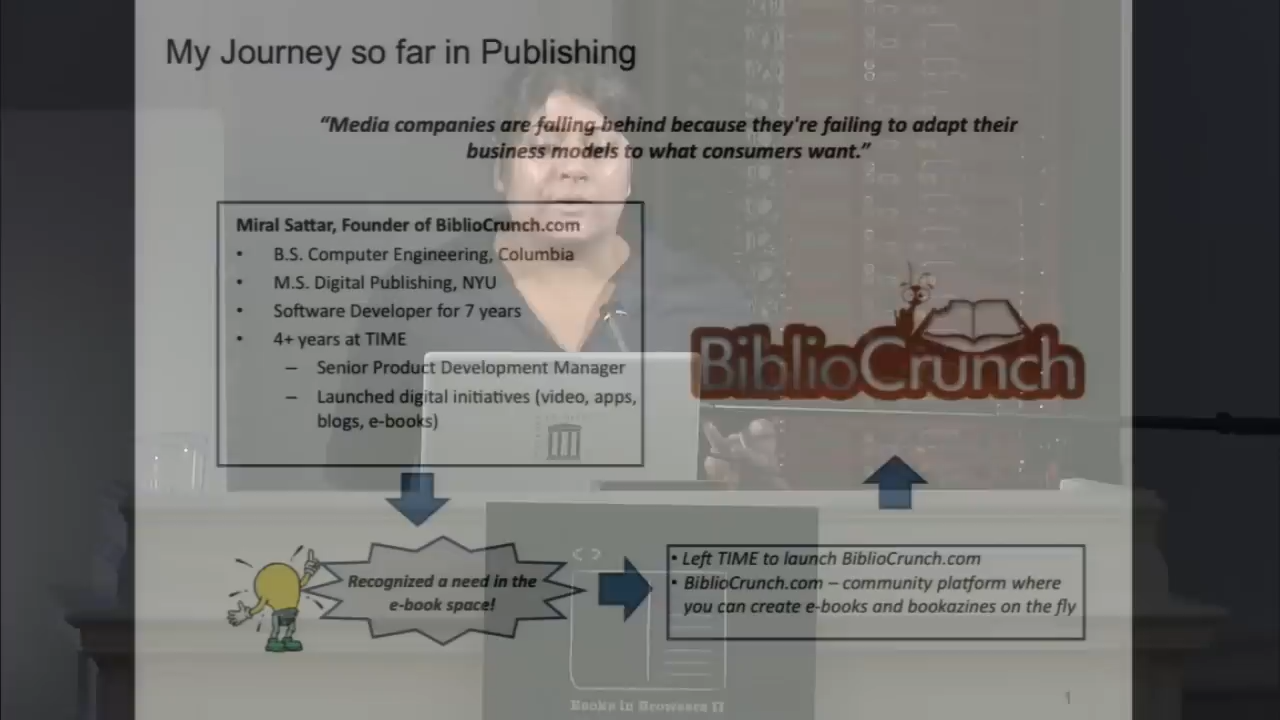 My Journey so far in Publishing
“Media companies are falling behind because they're failing to adapt their
business models to what consumers want.”
Miral Sattar, Founder of BiblioCrunch.com
• B.S. Computer Engineering, Columbia
• M.S. Digital Publishing, NYU
• Software Developer for 7 years
• 4+ years at TIME
– Senior Product Development Manager
– Launched digital initiatives (video, apps,
blogs, e-books)
BiblioCrunch
Recognized a need in the
e-book space!
• Left TIME to launch BiblioCrunch.com
• BiblioCrunch.com – community platform where
you can create e-books and bookazines on the fly
< >
Books in Browsers II
1